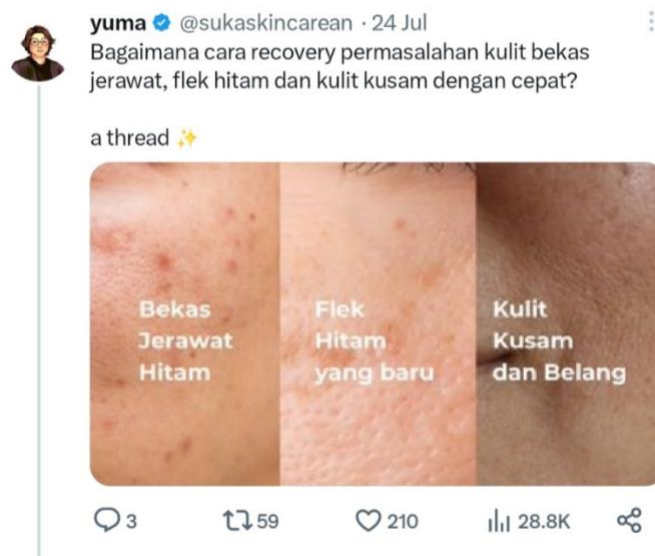 yuma @sukaskincarean · 24 Jul
Bagaimana cara recovery permasalahan kulit bekas
jerawat, flek hitam dan kulit kusam dengan cepat?
a thread ✨
Bekas
Jerawat
Hitam
Flek
Hitam
yang baru
Kulit
Kusam
dan Belang
3 59 210 28.8K